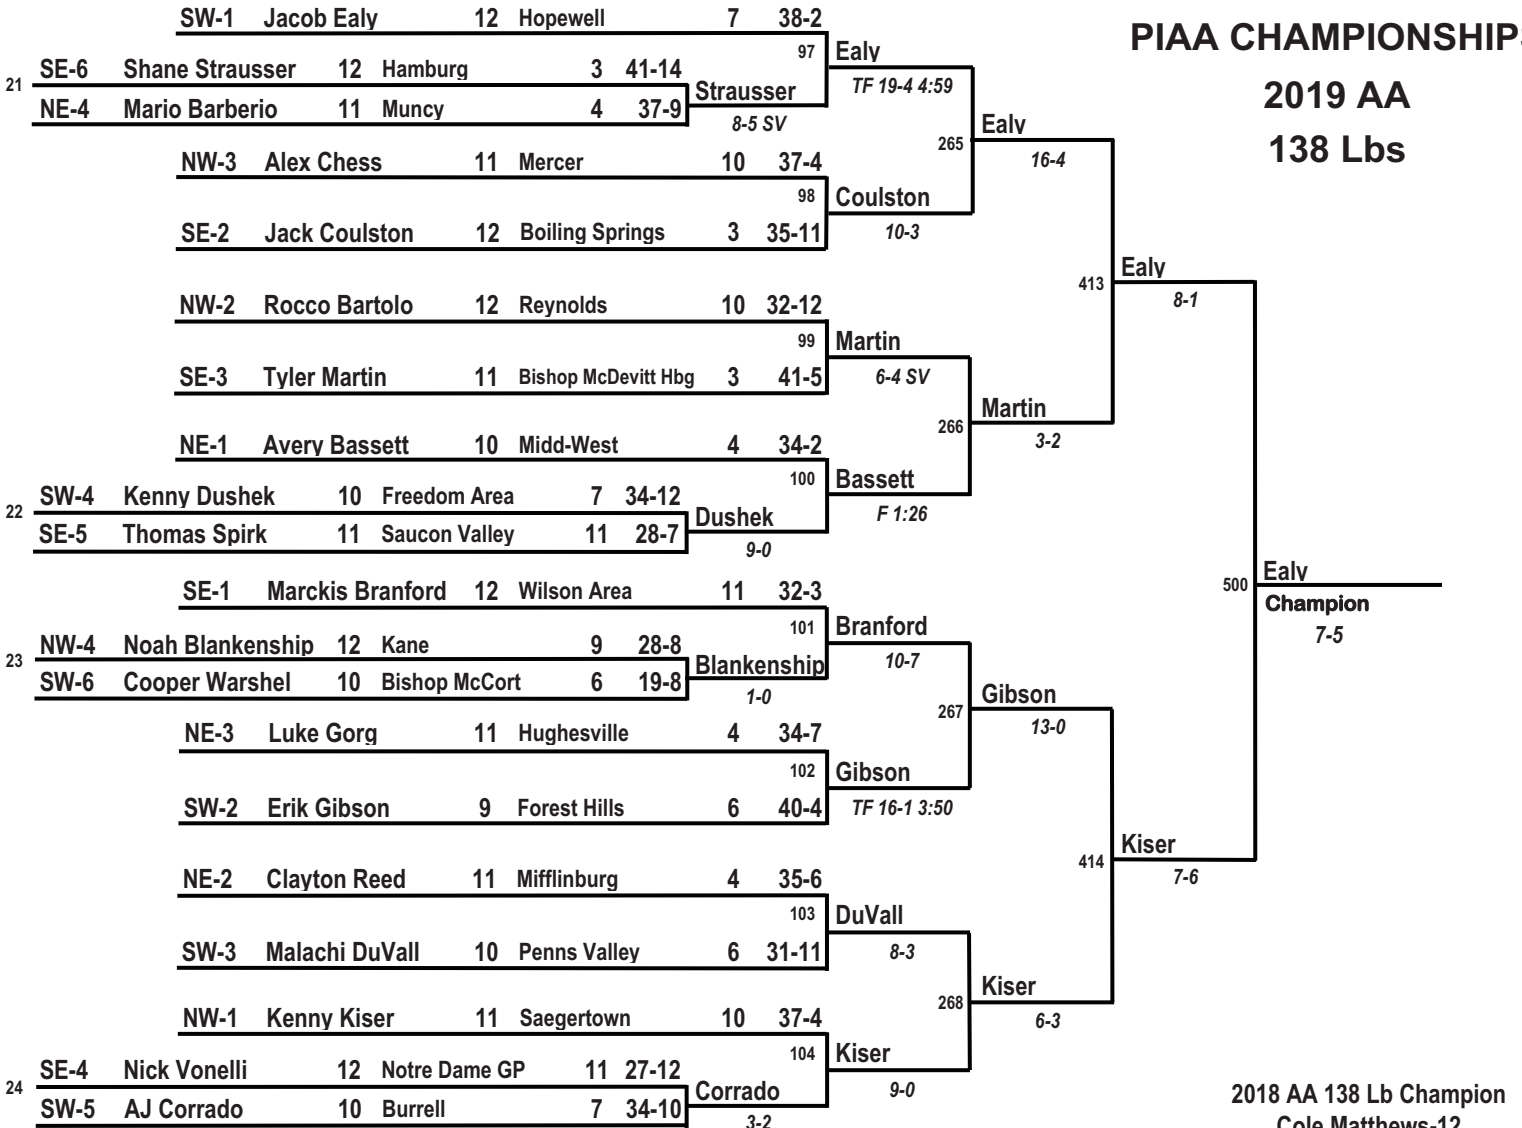 PIAA CHAMPIONSHIPS
2019 AA
138 Lbs
SW-1 Jacob Ealy 12 Hopewell 7 38-2
97 Ealy
21 SE-6 Shane Strausser 12 Hamburg 3 41-14
TF 19-4 4:59
Strausser
NE-4 Mario Barberio 11 Muncy 4 37-9
8-5 SV
265 Ealy
16-4
NW-3 Alex Chess 11 Mercer 10 37-4
98 Coulston
SE-2 Jack Coulston 12 Boiling Springs 3 35-11
10-3
413 Ealy
8-1
NW-2 Rocco Bartolo 12 Reynolds 10 32-12
99 Martin
SE-3 Tyler Martin 11 Bishop McDevitt Hbg 3 41-5
6-4 SV
266 Martin
3-2
NE-1 Avery Bassett 10 Midd-West 4 34-2
100 Bassett
22 SW-4 Kenny Dushek 10 Freedom Area 7 34-12
F 1:26
Dushek
SE-5 Thomas Spirk 11 Saucon Valley 11 28-7
9-0
500 Ealy
Champion
7-5
SE-1 Marckis Branford 12 Wilson Area 11 32-3
101 Branford
23 NW-4 Noah Blankenship 12 Kane 9 28-8
10-7
Blankenship
SW-6 Cooper Warshel 10 Bishop McCort 6 19-8
1-0
267 Gibson
13-0
NE-3 Luke Gorg 11 Hughesville 4 34-7
102 Gibson
SW-2 Erik Gibson 9 Forest Hills 6 40-4
TF 16-1 3:50
414 Kiser
7-6
NE-2 Clayton Reed 11 Mifflinburg 4 35-6
103 DuVall
SW-3 Malachi DuVall 10 Penns Valley 6 31-11
8-3
268 Kiser
6-3
NW-1 Kenny Kiser 11 Saegertown 10 37-4
104 Kiser
24 SE-4 Nick Vonelli 12 Notre Dame GP 11 27-12
9-0
Corrado
SW-5 AJ Corrado 10 Burrell 7 34-10
3-2
2018 AA 138 Lb Champion
Cole Matthews-12